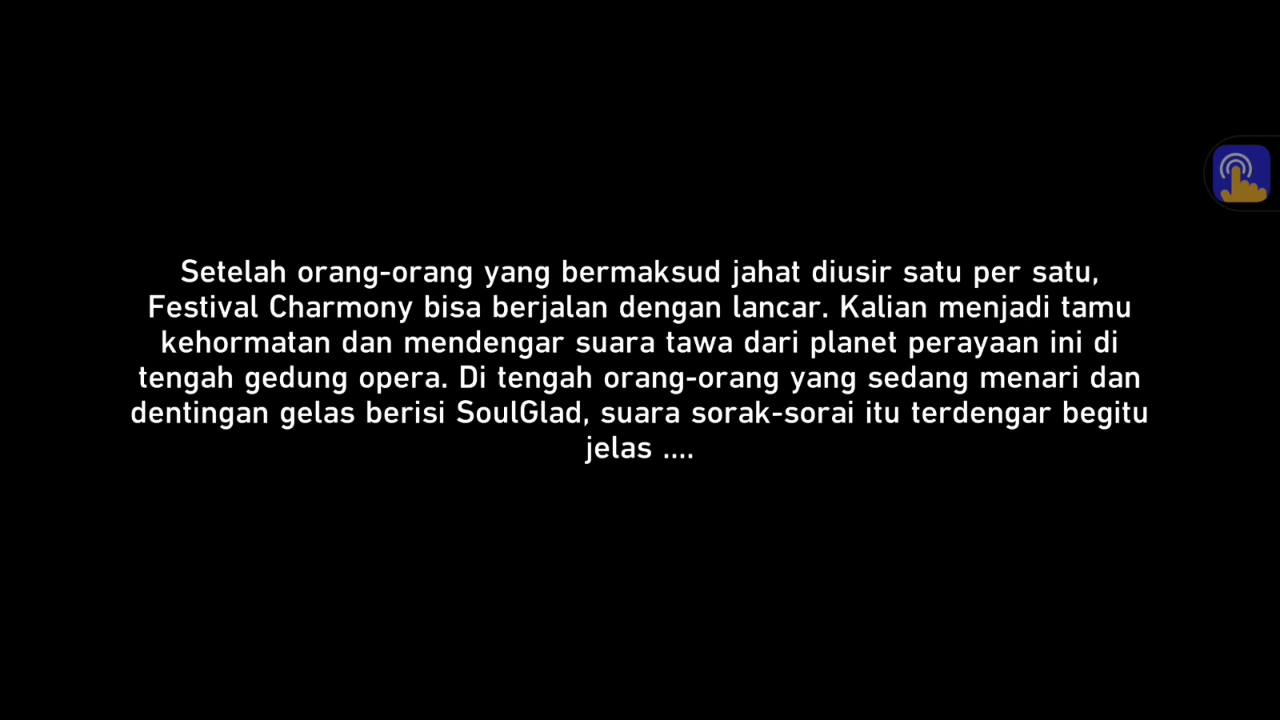 Setelah orang-orang yang bermaksud jahat diusir satu per satu,
Festival Charmony bisa berjalan dengan lancar. Kalian menjadi tamu
kehormatan dan mendengar suara tawa dari planet perayaan ini di
tengah gedung opera. Di tengah orang-orang yang sedang menari dan
dentingan gelas berisi SoulGlad, suara sorak-sorai itu terdengar begitu
jelas ....